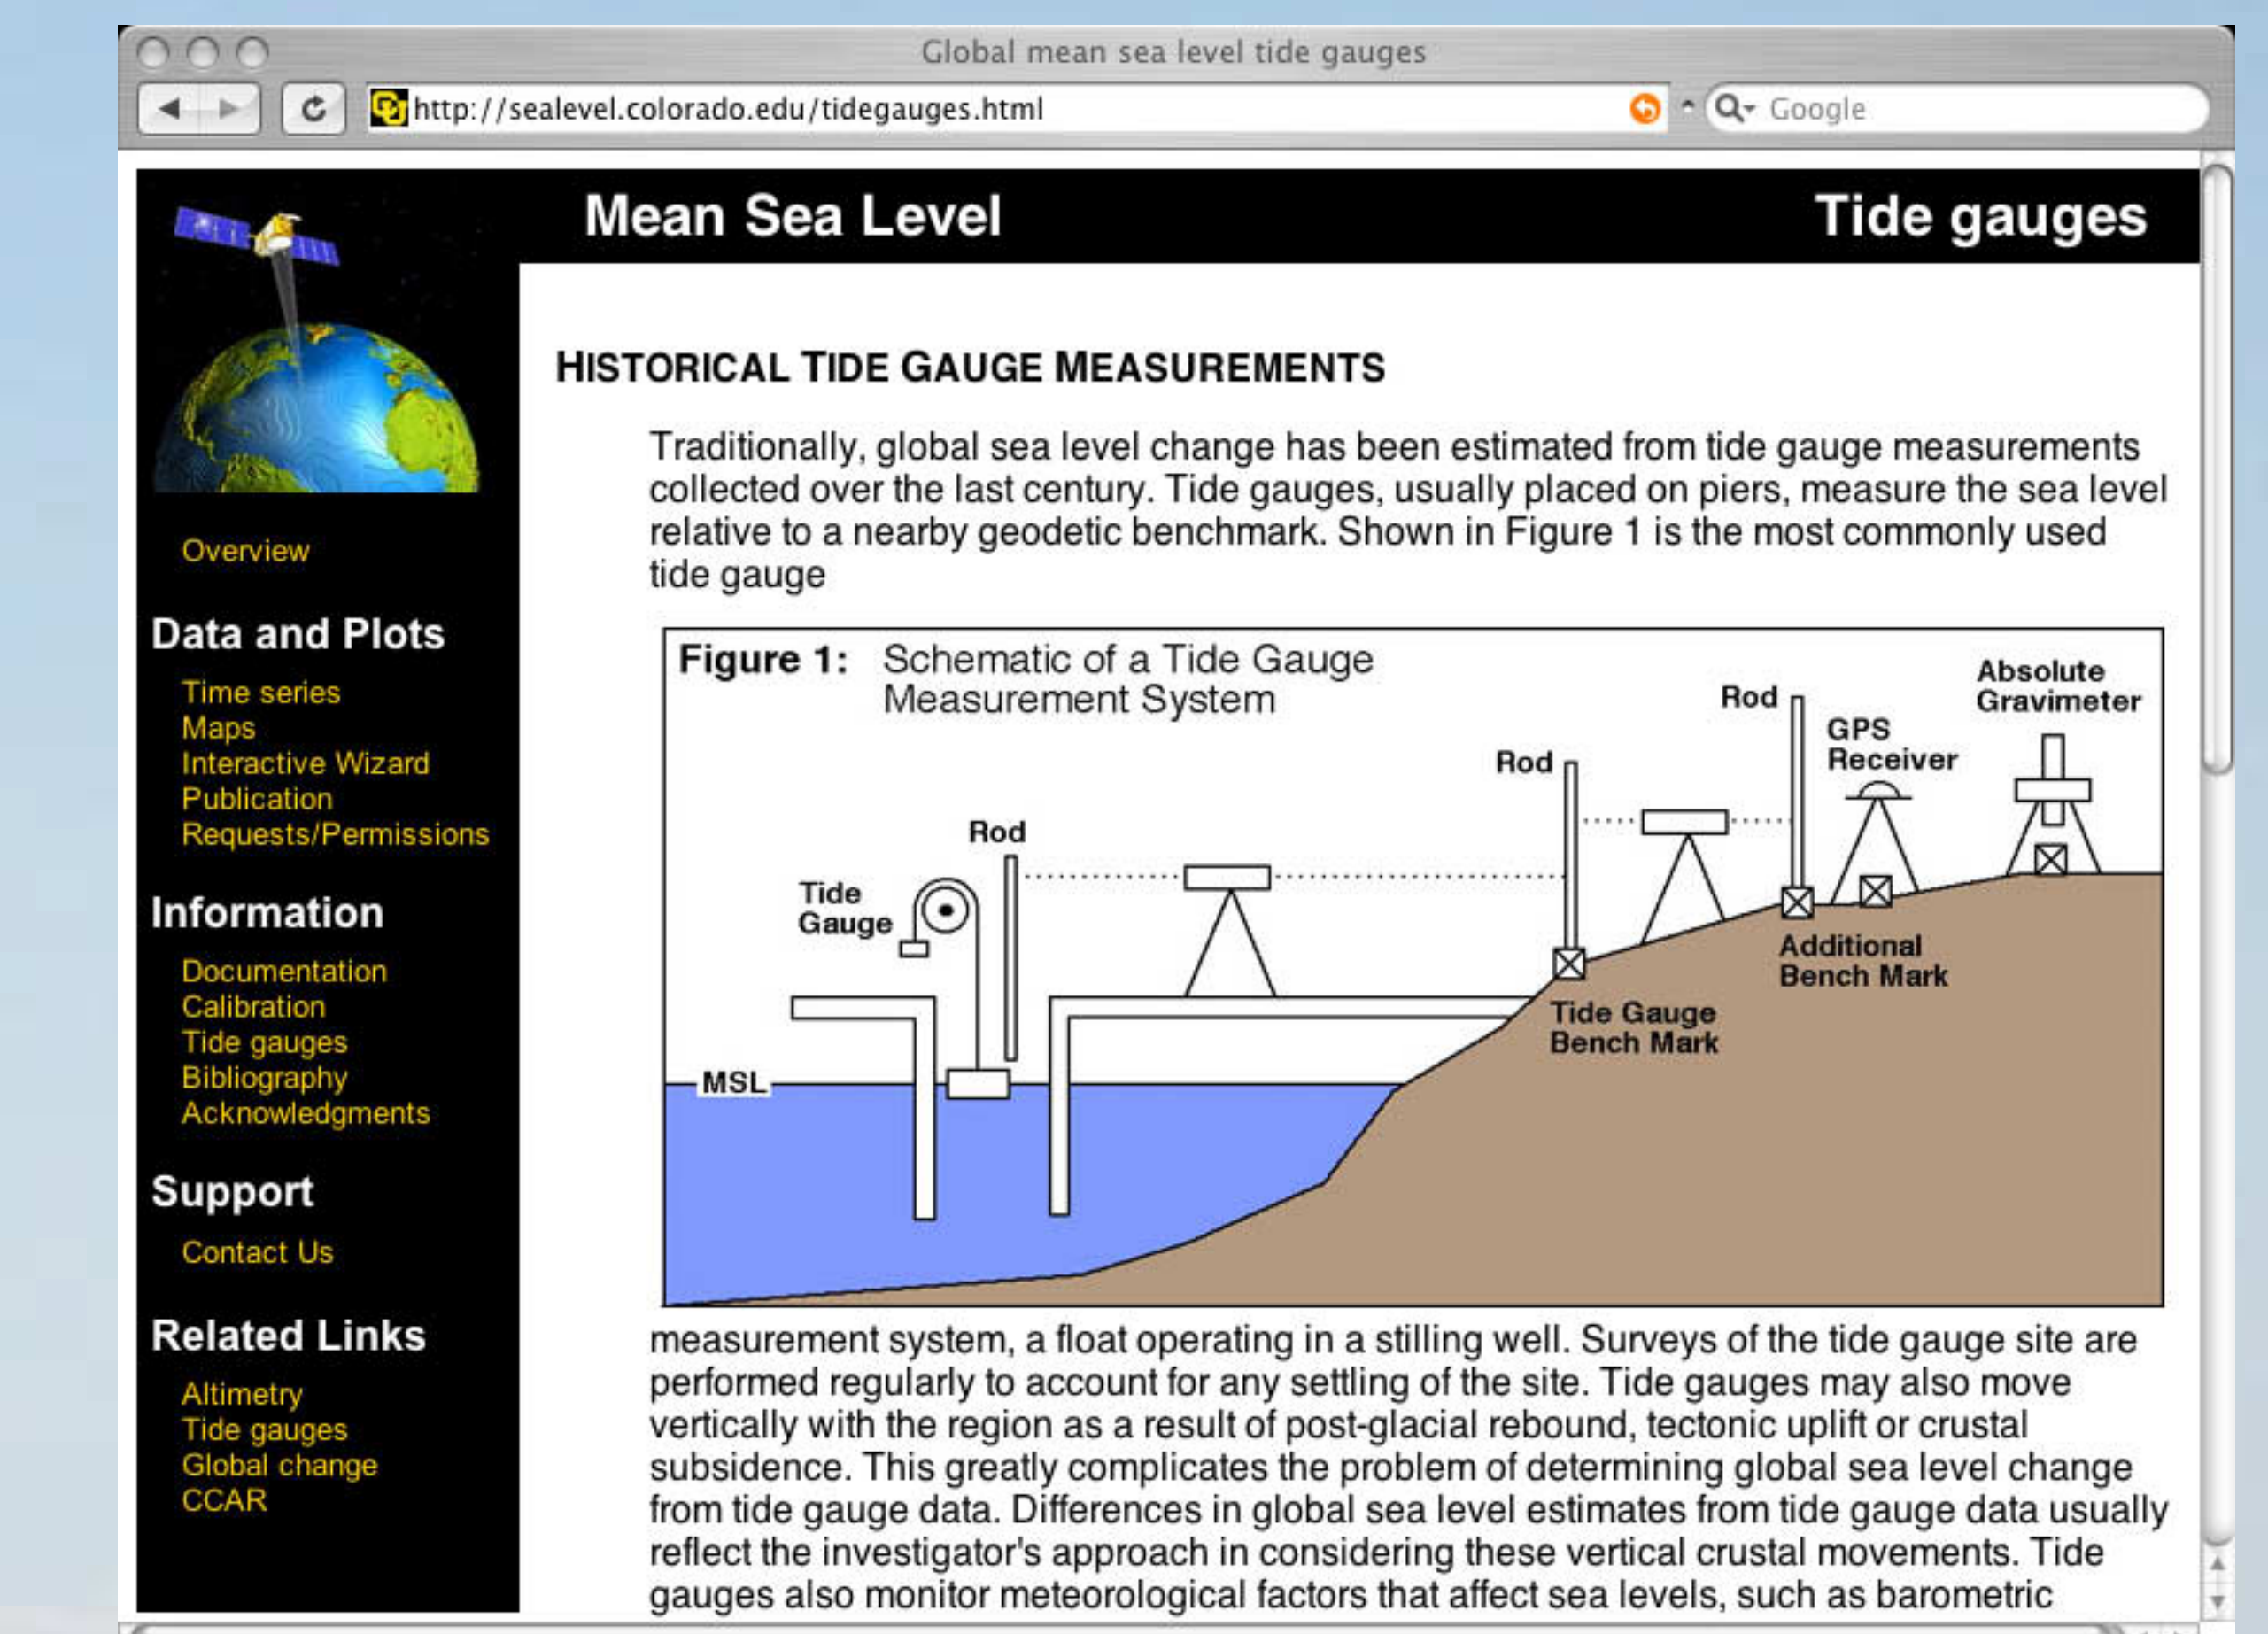 Global mean sea level tide gauges
http://sealevel.colorado.edu/tidegauges.html
Google
Mean Sea Level
Tide gauges
Overview
Data and Plots
Time series
Maps
Interactive Wizard
Publication
Requests/Permissions
Information
Documentation
Calibration
Tide gauges
Bibliography
Acknowledgments
Support
Contact Us
Related Links
Altimetry
Tide gauges
Global change
CCAR
HISTORICAL TIDE GAUGE MEASUREMENTS
Traditionally, global sea level change has been estimated from tide gauge measurements
collected over the last century. Tide gauges, usually placed on piers, measure the sea level
relative to a nearby geodetic benchmark. Shown in Figure 1 is the most commonly used
tide gauge
Figure 1: Schematic of a Tide Gauge
Measurement System
Absolute
Gravimeter
Rod
GPS
Receiver
Rod
Rod
Tide
Gauge
Additional
Bench Mark
Tide Gauge
Bench Mark
MSL
measurement system, a float operating in a stilling well. Surveys of the tide gauge site are
performed regularly to account for any settling of the site. Tide gauges may also move
vertically with the region as a result of post-glacial rebound, tectonic uplift or crustal
subsidence. This greatly complicates the problem of determining global sea level change
from tide gauge data. Differences in global sea level estimates from tide gauge data usually
reflect the investigator's approach in considering these vertical crustal movements. Tide
gauges also monitor meteorological factors that affect sea levels, such as barometric